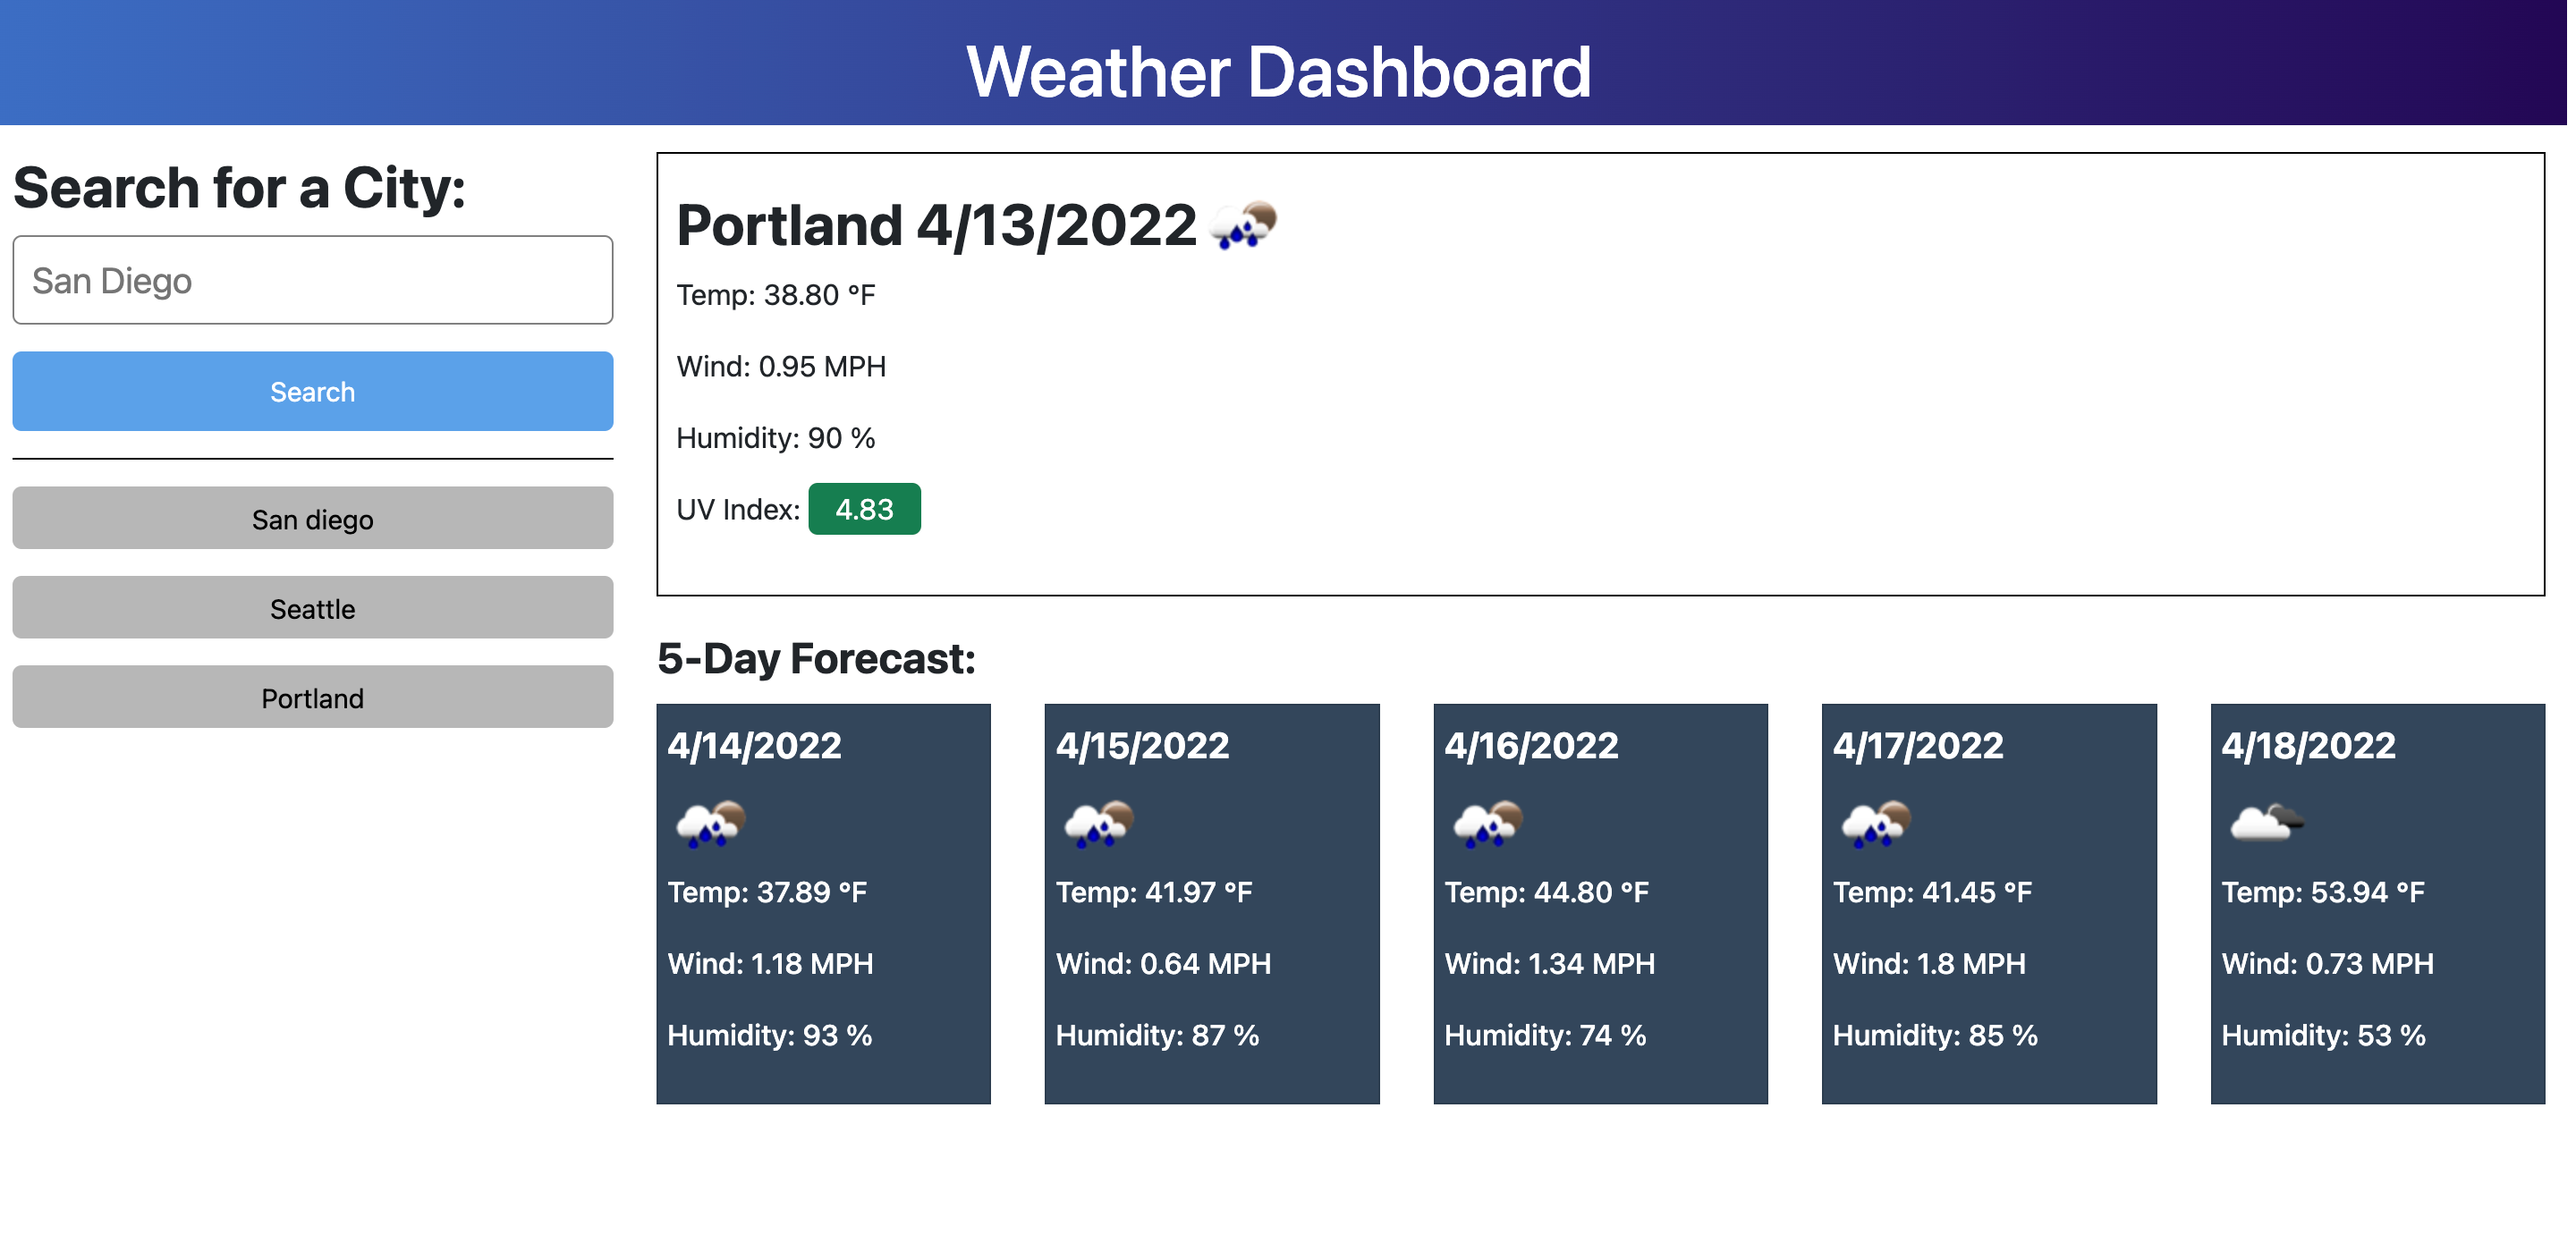 Weather Dashboard
Search for a City:
San Diego
Search
San diego
Seattle
Portland
Portland 4/13/2022
Temp: 38.80 °F
Wind: 0.95 MPH
Humidity: 90 %
UV Index: 4.83
5-Day Forecast:
4/14/2022
Temp: 37.89 °F
Wind: 1.18 MPH
Humidity: 93 %
4/15/2022
Temp: 41.97 °F
Wind: 0.64 MPH
Humidity: 87 %
4/16/2022
Temp: 44.80 °F
Wind: 1.34 MPH
Humidity: 74 %
4/17/2022
Temp: 41.45 °F
Wind: 1.8 MPH
Humidity: 85 %
4/18/2022
Temp: 53.94 °F
Wind: 0.73 MPH
Humidity: 53 %